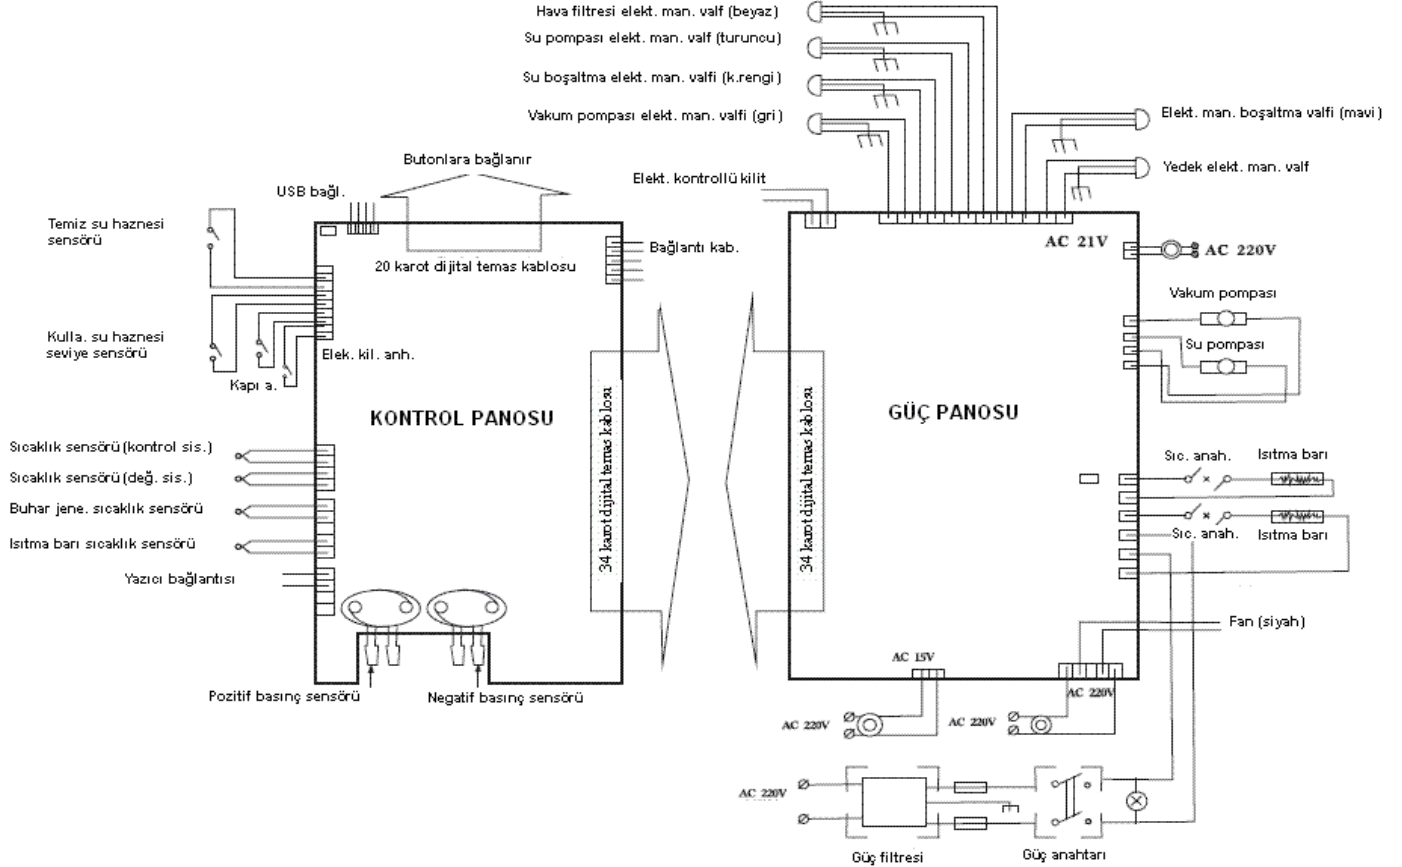 Hava filtresi elekt. man. valf (beyaz)
Su pompası elekt. man. valf (turuncu)
Su boşaltma elekt. man. valfi (k.rengi)
Vakum pompası elekt. man. valfi (gri)
Elekt. man. boşaltma valfi (mavi)
Yedek elekt. man. valf
Butonlara bağlanır
USB bağl.
Elekt. kontrollü kilit
Temiz su haznesi
sensörü
20 karot dijital temas kablosu
Bağlantı kab.
AC 21V
AC 220V
Vakum pompası
Su pompası
Kulla. su haznesi
seviye sensörü
Elek. kil. anh.
Kapı a.
KONTROL PANOSU
34 karot dijital temas kablosu
34 karot dijital temas kablosu
GÜÇ PANOSU
Sıcaklık sensörü (kontrol sis.)
Sıcaklık sensörü (değ. sis.)
Buhar jene. sıcaklık sensörü
Isıtma barı sıcaklık sensörü
Yazıcı bağlantısı
Sıc. anah.
Isıtma barı
Sıc. anah.
Isıtma barı
Fan (siyah)
Pozitif basınç sensörü
Negatif basınç sensörü
AC 15V
AC 220V
AC 220V
AC 220V
AC 220V
Güç filtresi
Güç anahtarı